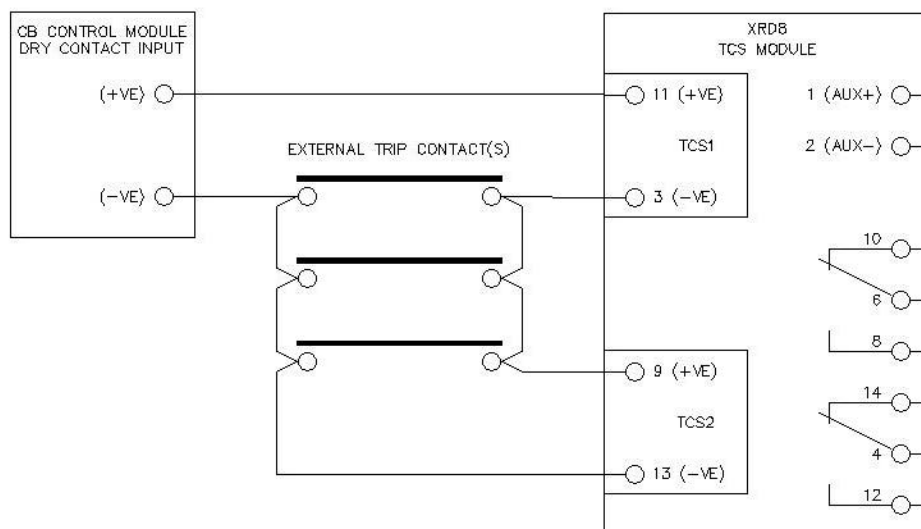 CB CONTROL MODULE
DRY CONTACT INPUT
(+VE)
(-VE)
EXTERNAL TRIP CONTACT(S)
XRD8
TCS MODULE
11 (+VE)
TCS1
3 (-VE)
1 (AUX+)
2 (AUX-)
10
6
8
9 (+VE)
TCS2
13 (-VE)
14
4
12